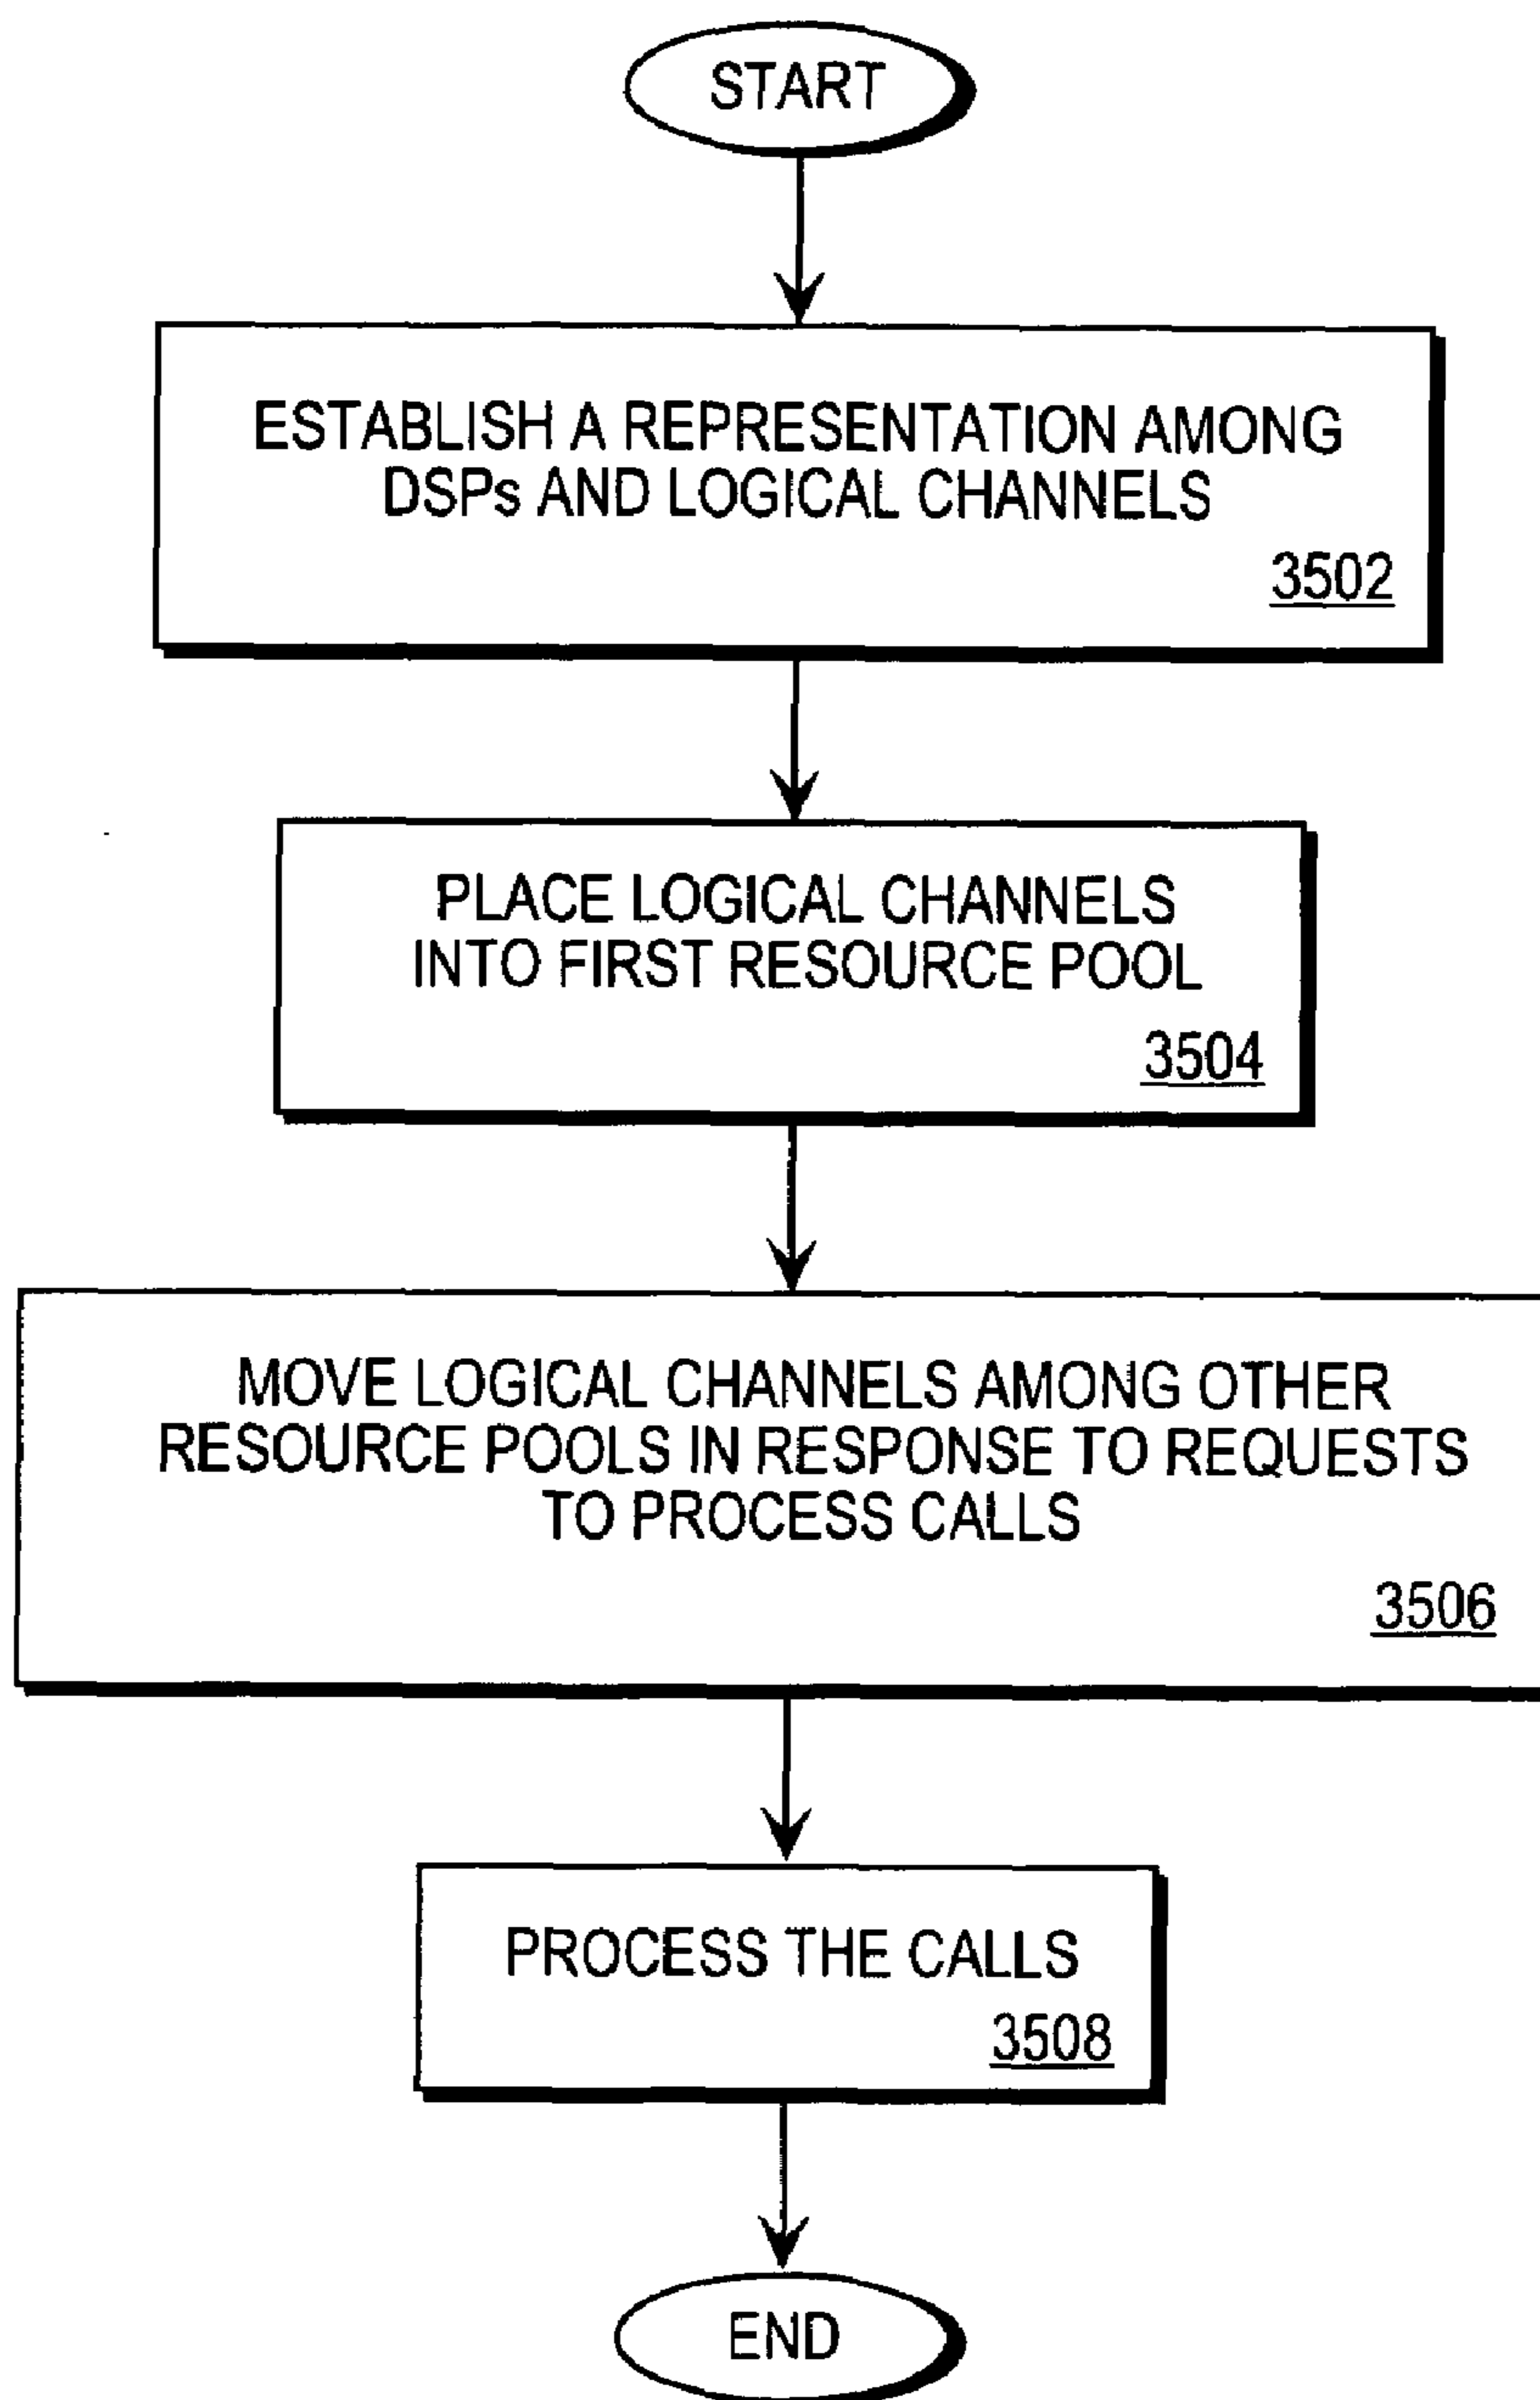 START
ESTABLISH A REPRESENTATION AMONG
DSPs AND LOGICAL CHANNELS
3502
PLACE LOGICAL CHANNELS
INTO FIRST RESOURCE POOL
3504
MOVE LOGICAL CHANNELS AMONG OTHER
RESOURCE POOLS IN RESPONSE TO REQUESTS
TO PROCESS CALLS
3506
PROCESS THE CALLS
3508
END